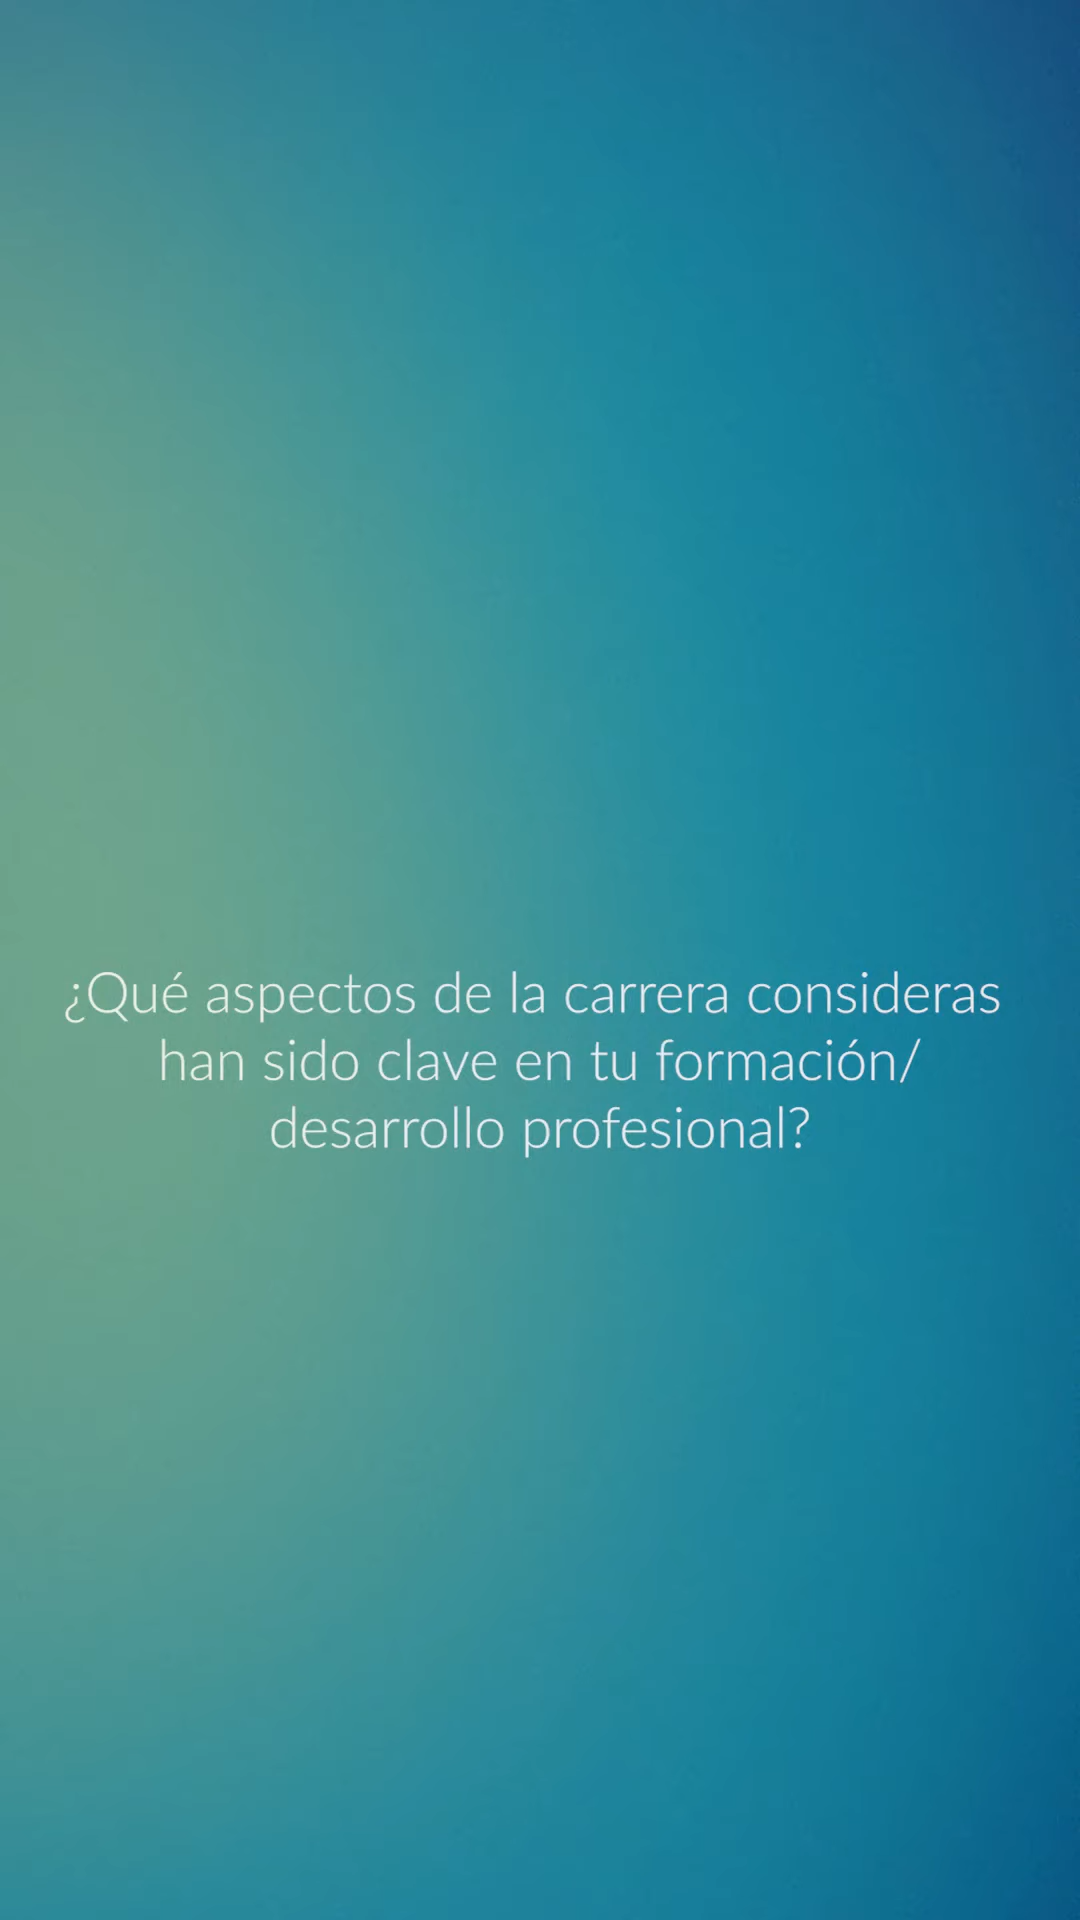 ¿Qué aspectos de la carrera consideras
han sido clave en tu formación/
desarrollo profesional?